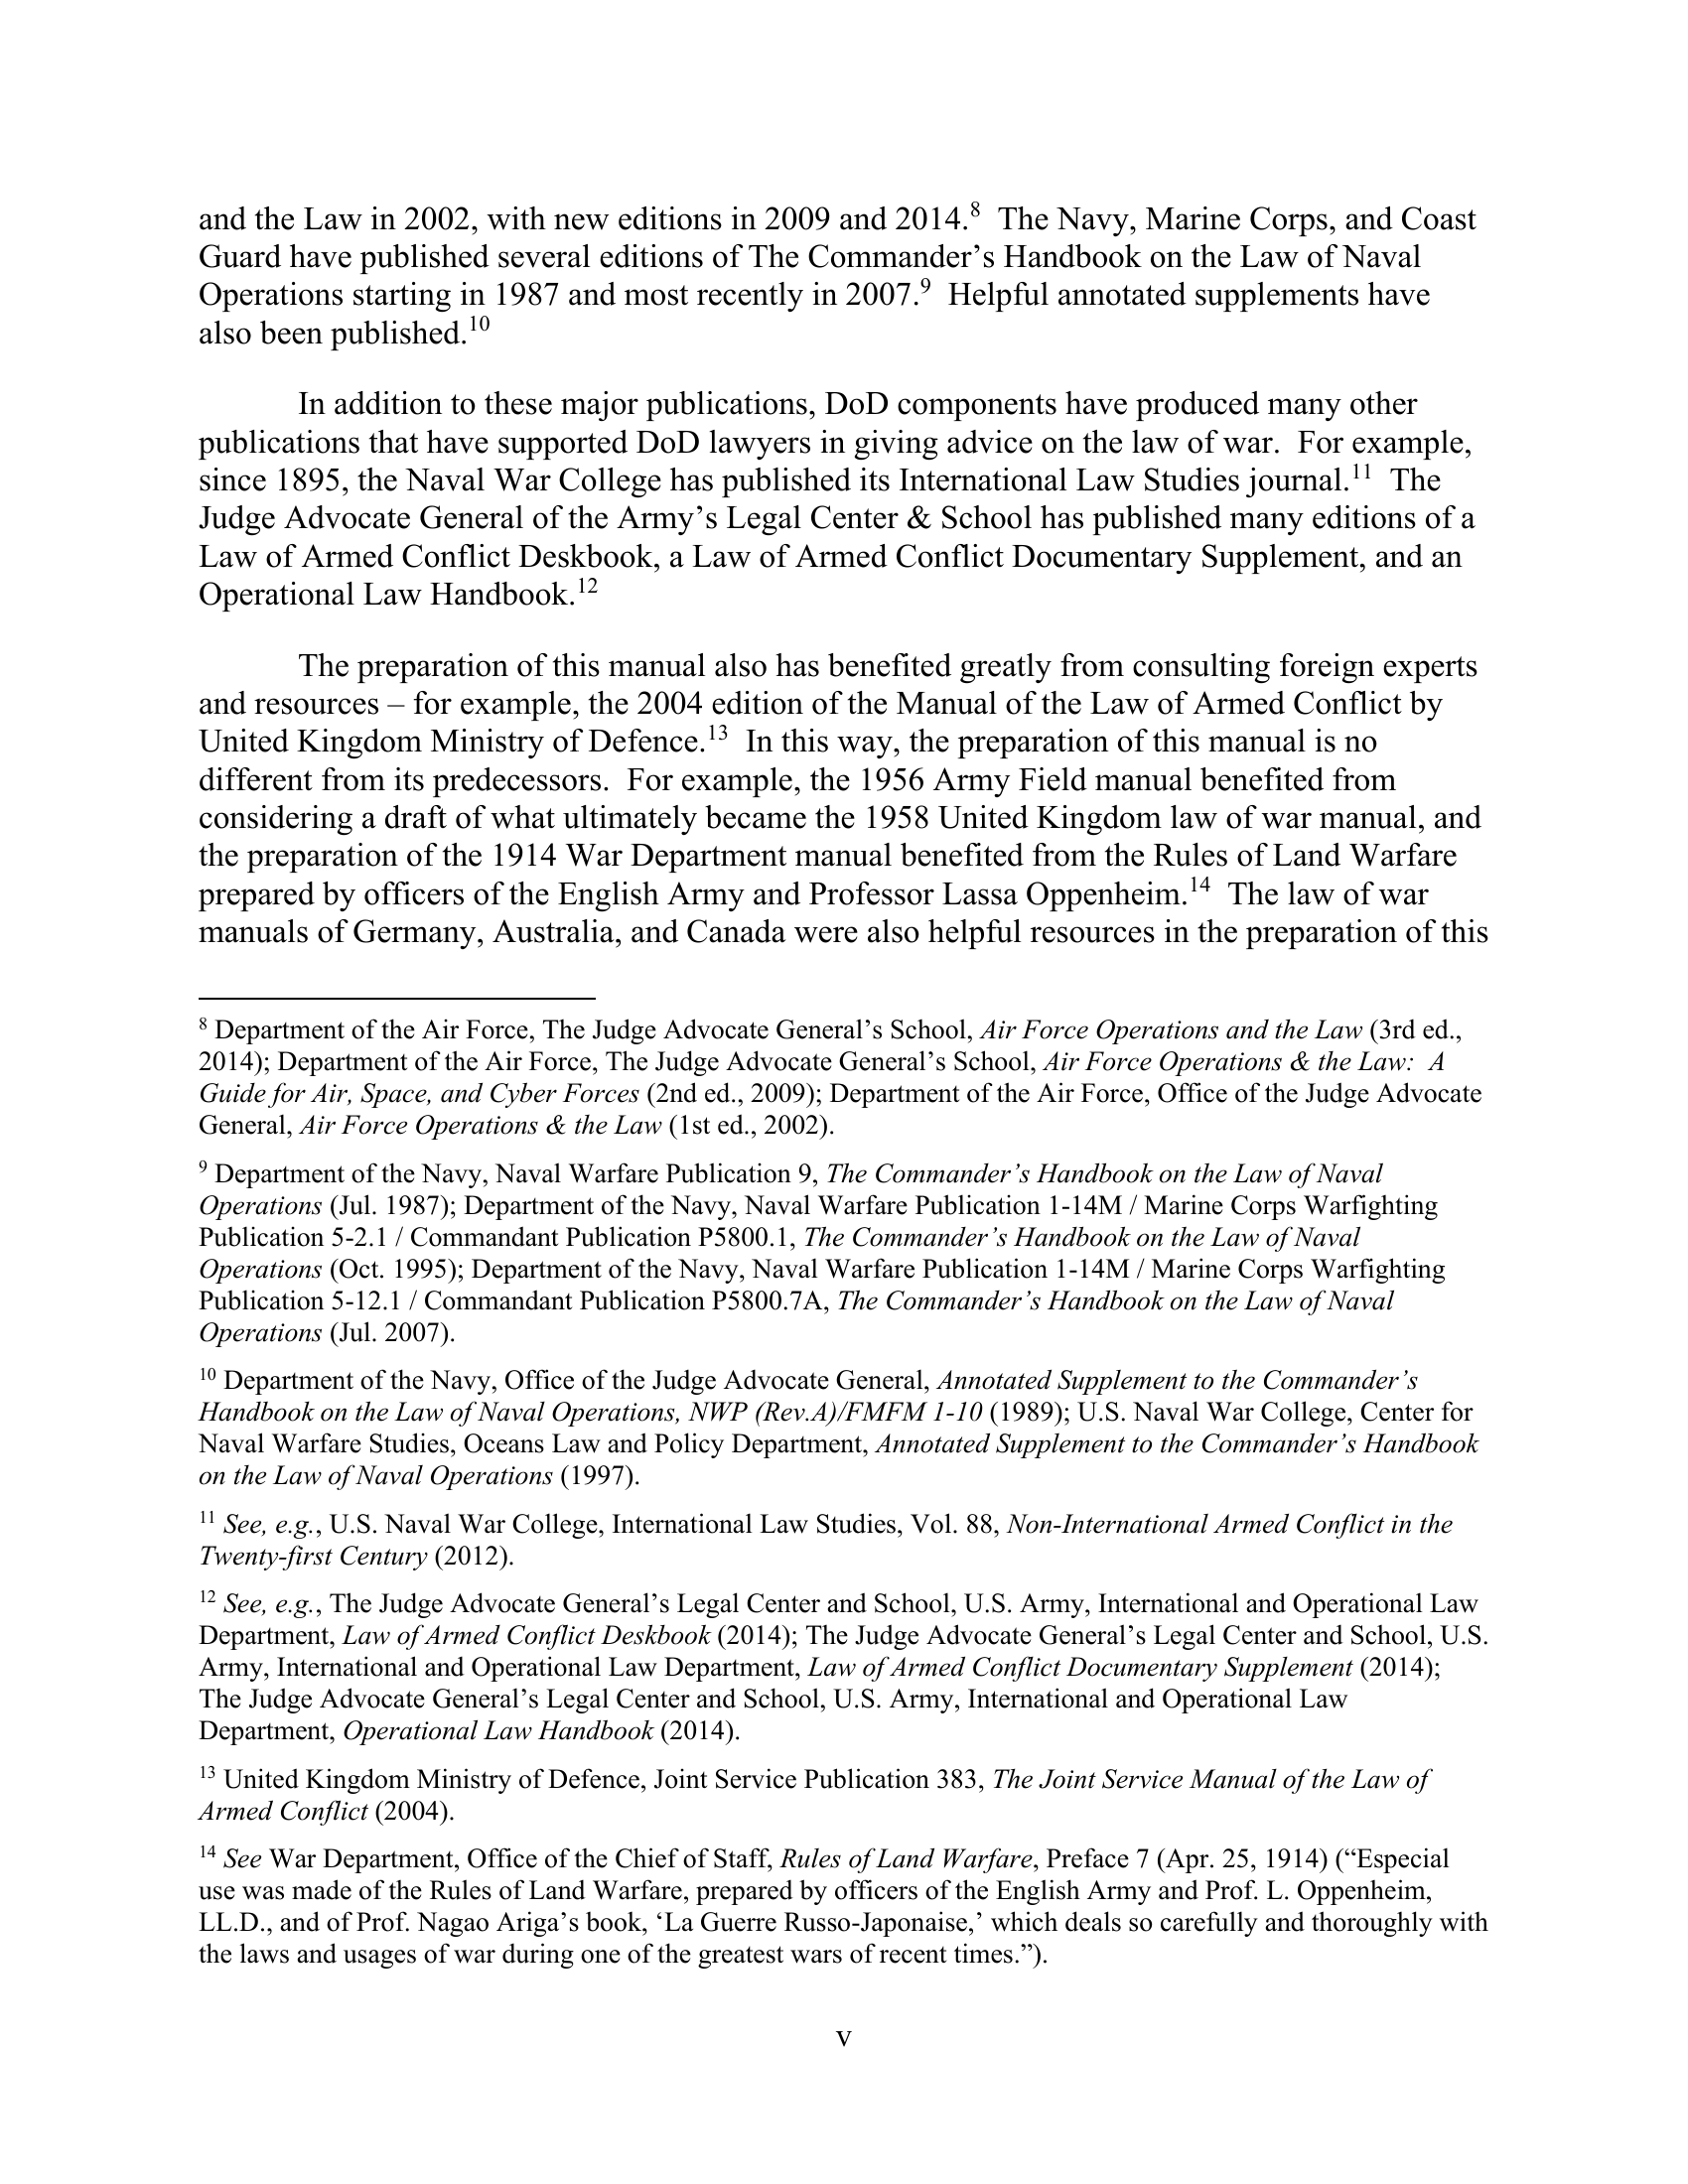 and the Law in 2002, with new editions in 2009 and 2014.8  The Navy, Marine Corps, and Coast
Guard have published several editions of The Commander’s Handbook on the Law of Naval
Operations starting in 1987 and most recently in 2007.9  Helpful annotated supplements have
also been published.10
In addition to these major publications, DoD components have produced many other
publications that have supported DoD lawyers in giving advice on the law of war.  For example,
since 1895, the Naval War College has published its International Law Studies journal.11  The
Judge Advocate General of the Army’s Legal Center & School has published many editions of a
Law of Armed Conflict Deskbook, a Law of Armed Conflict Documentary Supplement, and an
Operational Law Handbook.12
The preparation of this manual also has benefited greatly from consulting foreign experts
and resources – for example, the 2004 edition of the Manual of the Law of Armed Conflict by
United Kingdom Ministry of Defence.13  In this way, the preparation of this manual is no
different from its predecessors.  For example, the 1956 Army Field manual benefited from
considering a draft of what ultimately became the 1958 United Kingdom law of war manual, and
the preparation of the 1914 War Department manual benefited from the Rules of Land Warfare
prepared by officers of the English Army and Professor Lassa Oppenheim.14  The law of war
manuals of Germany, Australia, and Canada were also helpful resources in the preparation of this
8 Department of the Air Force, The Judge Advocate General’s School, Air Force Operations and the Law (3rd ed.,
2014); Department of the Air Force, The Judge Advocate General’s School, Air Force Operations & the Law:  A
Guide for Air, Space, and Cyber Forces (2nd ed., 2009); Department of the Air Force, Office of the Judge Advocate
General, Air Force Operations & the Law (1st ed., 2002).
9 Department of the Navy, Naval Warfare Publication 9, The Commander’s Handbook on the Law of Naval
Operations (Jul. 1987); Department of the Navy, Naval Warfare Publication 1-14M / Marine Corps Warfighting
Publication 5-2.1 / Commandant Publication P5800.1, The Commander’s Handbook on the Law of Naval
Operations (Oct. 1995); Department of the Navy, Naval Warfare Publication 1-14M / Marine Corps Warfighting
Publication 5-12.1 / Commandant Publication P5800.7A, The Commander’s Handbook on the Law of Naval
Operations (Jul. 2007).
10 Department of the Navy, Office of the Judge Advocate General, Annotated Supplement to the Commander’s
Handbook on the Law of Naval Operations, NWP (Rev.A)/FMFM 1-10 (1989); U.S. Naval War College, Center for
Naval Warfare Studies, Oceans Law and Policy Department, Annotated Supplement to the Commander’s Handbook
on the Law of Naval Operations (1997).
11 See, e.g., U.S. Naval War College, International Law Studies, Vol. 88, Non-International Armed Conflict in the
Twenty-first Century (2012).
12 See, e.g., The Judge Advocate General’s Legal Center and School, U.S. Army, International and Operational Law
Department, Law of Armed Conflict Deskbook (2014); The Judge Advocate General’s Legal Center and School, U.S.
Army, International and Operational Law Department, Law of Armed Conflict Documentary Supplement (2014);
The Judge Advocate General’s Legal Center and School, U.S. Army, International and Operational Law
Department, Operational Law Handbook (2014).
13 United Kingdom Ministry of Defence, Joint Service Publication 383, The Joint Service Manual of the Law of
Armed Conflict (2004).
14 See War Department, Office of the Chief of Staff, Rules of Land Warfare, Preface 7 (Apr. 25, 1914) (“Especial
use was made of the Rules of Land Warfare, prepared by officers of the English Army and Prof. L. Oppenheim,
LL.D., and of Prof. Nagao Ariga’s book, ‘La Guerre Russo-Japonaise,’ which deals so carefully and thoroughly with
the laws and usages of war during one of the greatest wars of recent times.”).
v